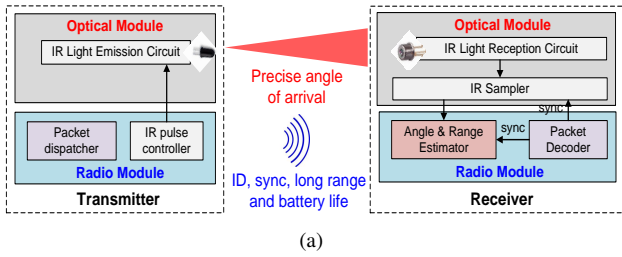 Optical Module
IR Light Emission Circuit
Packet
dispatcher
IR pulse
controller
Radio Module
Transmitter
Precise angle
of arrival
ID, sync, long range
and battery life
Optical Module
IR Light Reception Circuit
IR Sampler
sync
Angle & Range
Estimator
sync
Packet
Decoder
Radio Module
Receiver
(a)